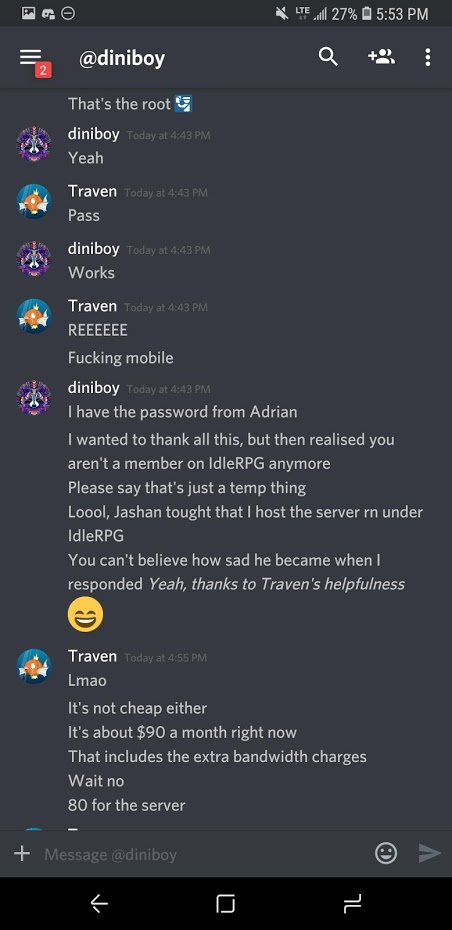 LTE 27% 5:53 PM
2
@diniboy
That's the root
diniboy Today at 4:43 PM
Yeah
Traven Today at 4:43 PM
Pass
diniboy Today at 4:43 PM
Works
Traven Today at 4:43 PM
REEEEEE
Fucking mobile
diniboy Today at 4:43 PM
I have the password from Adrian
I wanted to thank all this, but then realised you
aren't a member on IdleRPG anymore
Please say that's just a temp thing
Loool, Jashan tought that I host the server rn under
IdleRPG
You can't believe how sad he became when I
responded Yeah, thanks to Traven's helpfulness
Traven Today at 4:55 PM
Lmao
It's not cheap either
It's about $90 a month right now
That includes the extra bandwidth charges
Wait no
80 for the server
Message @diniboy